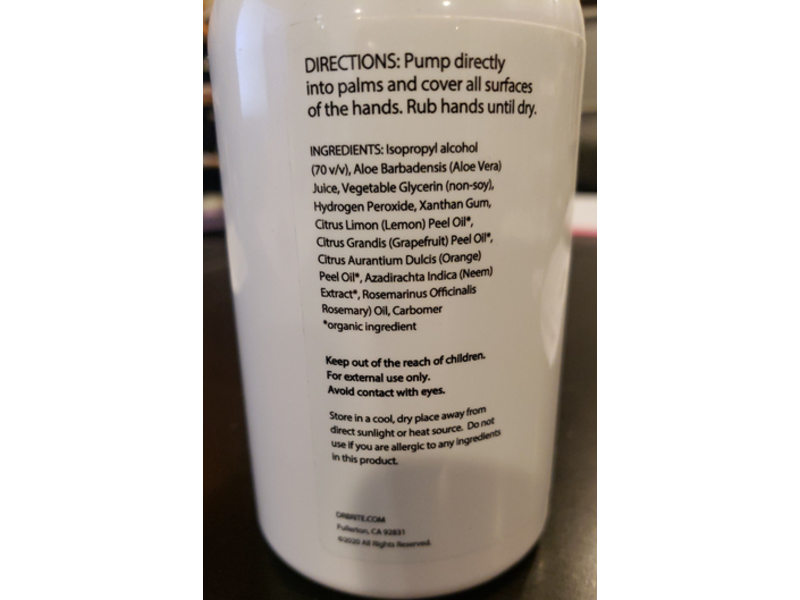 DIRECTIONS: Pump directly
into palms and cover all surfaces
of the hands. Rub hands until dry.
INGREDIENTS: Isopropyl alcohol
(70 v/v), Aloe Barbadensis (Aloe Vera)
Juice, Vegetable Glycerin (non-soy),
Hydrogen Peroxide, Xanthan Gum,
Citrus Limon (Lemon) Peel Oil*,
Citrus Grandis (Grapefruit) Peel Oil*,
Citrus Aurantium Dulcis (Orange)
Peel Oil*, Azadirachta Indica (Neem)
Extract*, Rosemarinus Officinalis
Rosemary) Oil, Carbomer
*organic ingredient
Keep out of the reach of children.
For external use only.
Avoid contact with eyes.
Store in a cool, dry place away from
direct sunlight or heat source. Do not
use if you are allergic to any ingredients
in this product.
DRBRITE.COM
Fullerton, CA 92831
©2020 All Rights Reserved.